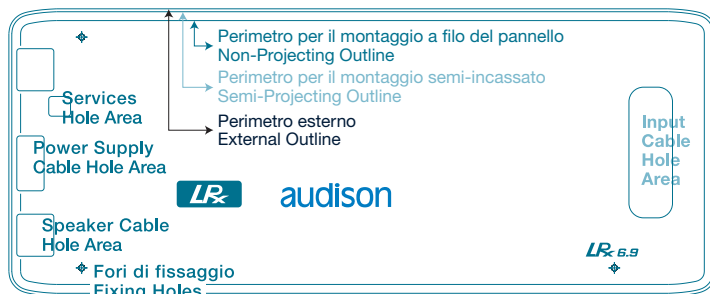 Perimetro per il montaggio a filo del pannello
Non-Projecting Outline
Perimetro per il montaggio semi-incassato
Semi-Projecting Outline
Perimetro esterno
External Outline
Services
Hole Area
Power Supply
Cable Hole Area
Input
Cable
Hole
Area
LRx
audison
Speaker Cable
Hole Area
LRx 6.9
Fori di fissaggio
Fixing Holes